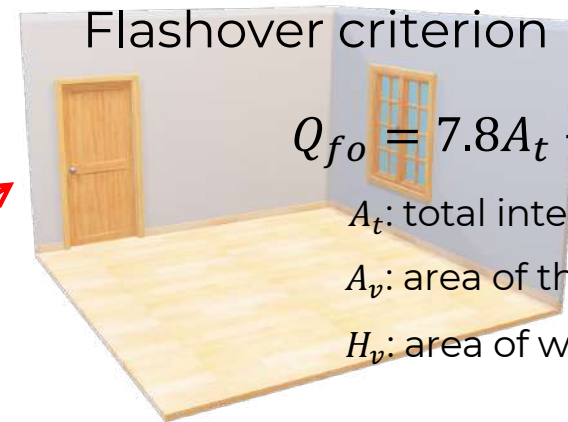 Flashover criterion
Q_fo = 7.8A_t
A_t: total inte
A_v: area of th
H_v: area of w